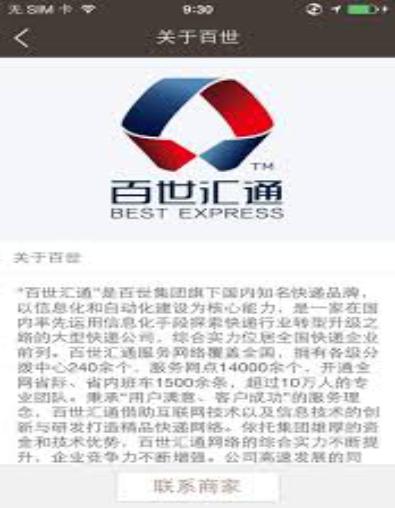 无 SIM 卡
9:30
关于百世
TM
百世汇通
BEST EXPRESS
关于百世
“百世汇通”是百世集团旗下国内知名快递品牌，
以信息化和自动化建设为核心能力，是一家在国
内率先运用信息化手段探索快递行业转型升级之
路的大型快递公司，综合实力位居全国快递企业
前列。百世汇通服务网络覆盖全国，拥有各级分
拨中心240余个，服务网点14000余个，开通全
网省际、省内班车1500余条，超过10万人的专
业团队。秉承“用户满意、客户成功”的服务理
念，百世汇通借助互联网技术以及信息技术的创
新与研发打造精品快递网络。依托集团雄厚的资
金和技术优势，百世汇通网络的综合实力不断提
升，企业竞争力不断增强。公司高速发展的同
联系商家